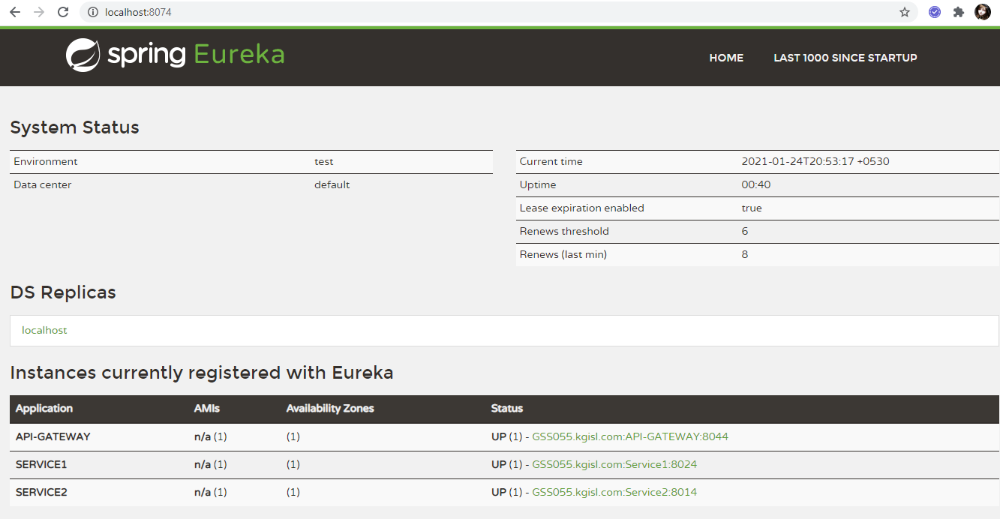 localhost:8074
spring Eureka HOME LAST 1000 SINCE STARTUP
System Status
Environment test
Data center default
Current time 2021-01-24T20:53:17 +0530
Uptime 00:40
Lease expiration enabled true
Renews threshold 6
Renews (last min) 8
DS Replicas
localhost
Instances currently registered with Eureka
Application AMIs Availability Zones Status
API-GATEWAY n/a (1) (1) UP (1) - GSS055.kgisl.com:API-GATEWAY:8044
SERVICE1 n/a (1) (1) UP (1) - GSS055.kgisl.com:Service1:8024
SERVICE2 n/a (1) (1) UP (1) - GSS055.kgisl.com:Service2:8014